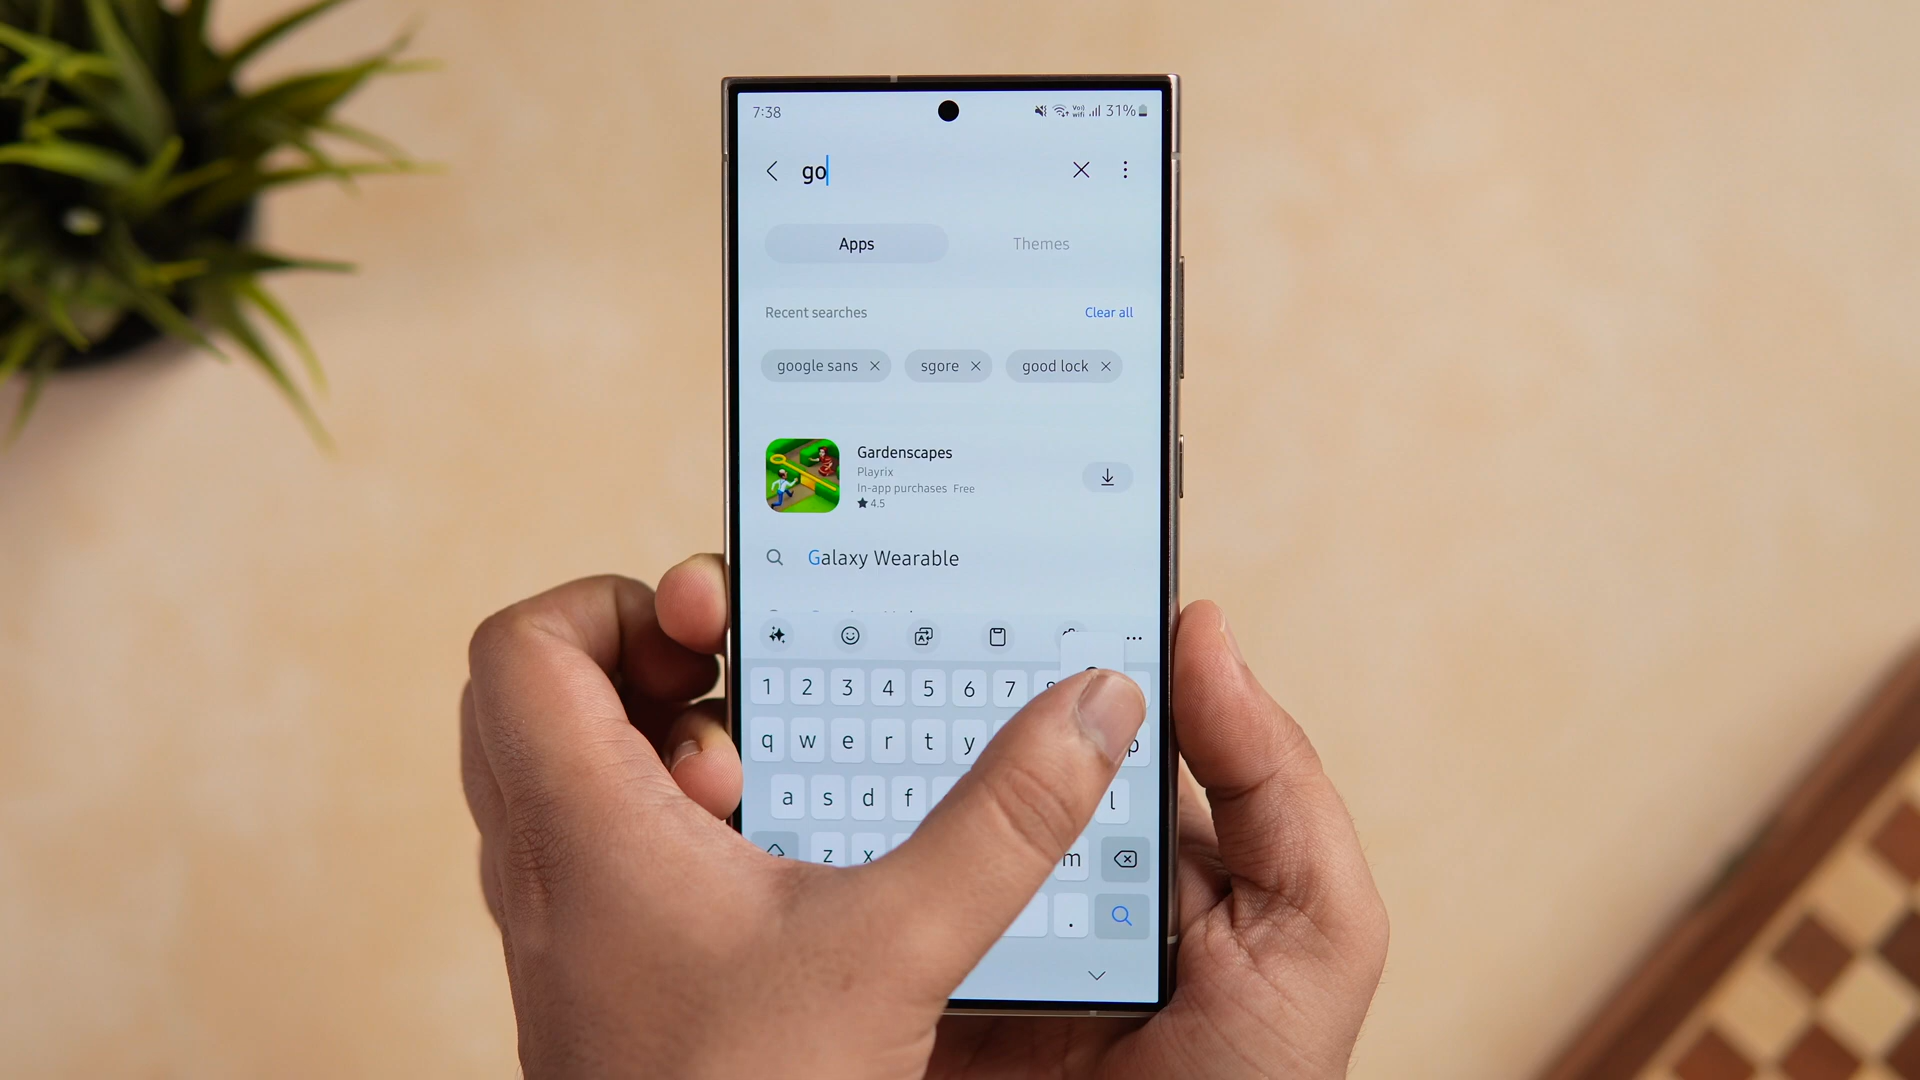 7:38 31%
go
Apps Themes
Recent searches Clear all
google sans sgore good lock
Gardenscapes
Playrix
In-app purchases Free
4.5
Galaxy Wearable
1 2 3 4 5 6 7
q w e r t y p
a s d f l
z x m
.